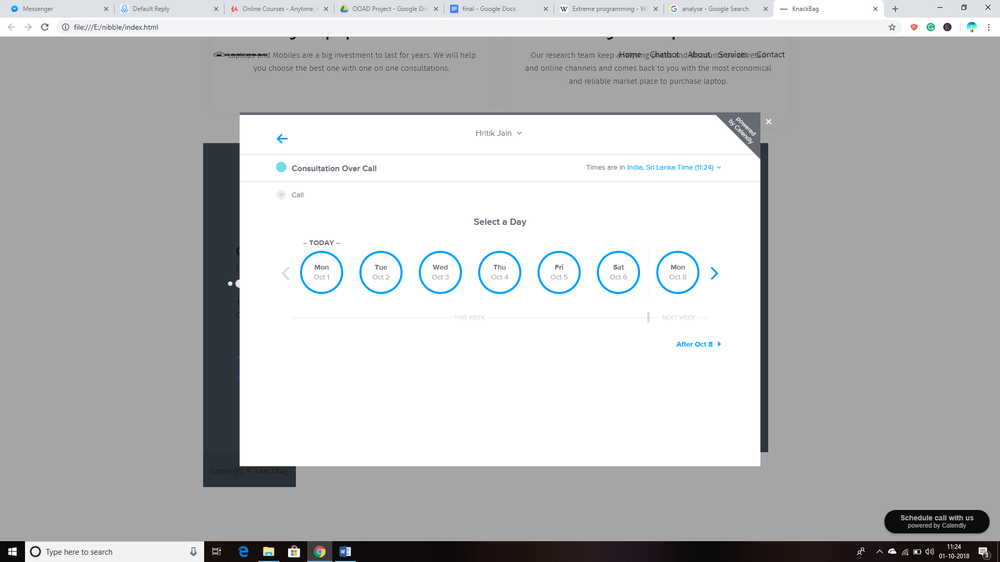 Messenger
Default Reply
Online Courses - Anytime,
OOAD Project - Google Dri
final - Google Docs
Extreme programming - Wi
analyse - Google Search
KnackBag
file:///E:/nibble/index.html
Laptops and Mobiles are a big investment to last for years. We will help
you choose the best one with one on one consultations.
Our research team keep analysing prices and discounts on all retail
and online channels and comes back to you with the most economical
and reliable market place to purchase laptop.
Home Chatbot About Services Contact
Hritik Jain
powered
by Calendly
Consultation Over Call
Times are in India, Sri Lanka Time (11:24)
Call
Select a Day
– TODAY –
Mon
Oct 1
Tue
Oct 2
Wed
Oct 3
Thu
Oct 4
Fri
Oct 5
Sat
Oct 6
Mon
Oct 8
THIS WEEK
NEXT WEEK
After Oct 8
Copyright © KnackBag
Schedule call with us
powered by Calendly
Type here to search
11:24
01-10-2018
3